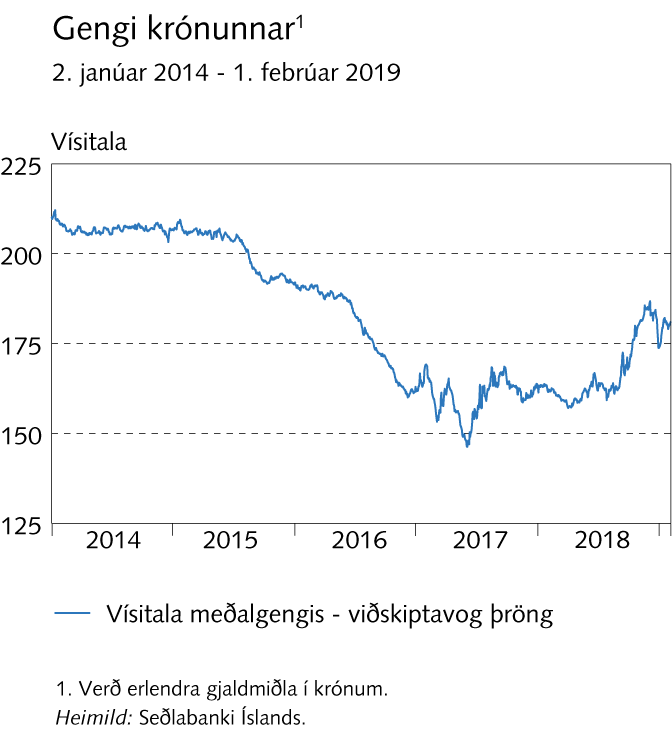 Gengi krónunnar¹
2. janúar 2014 - 1. febrúar 2019
Vísitala
225
200
175
150
125
2014 2015 2016 2017 2018
Vísitala meðalgengis - viðskiptavog þröng
1. Verð erlendra gjaldmiðla í krónum.
Heimild: Seðlabanki Íslands.